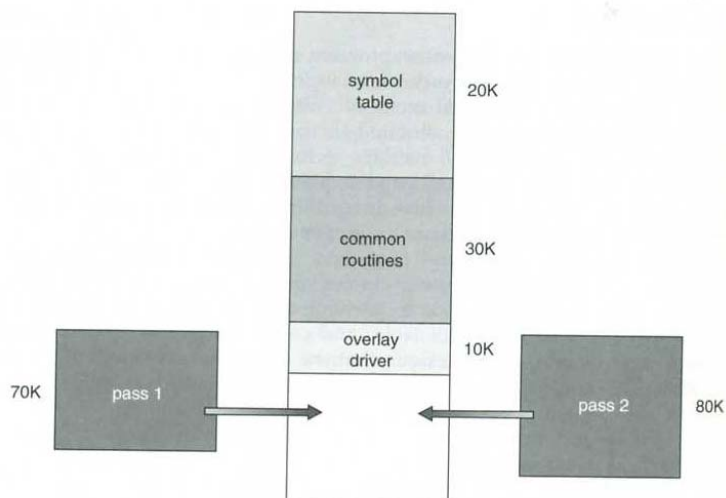 symbol
table
20K
common
routines
30K
overlay
driver
10K
70K
pass 1
pass 2
80K